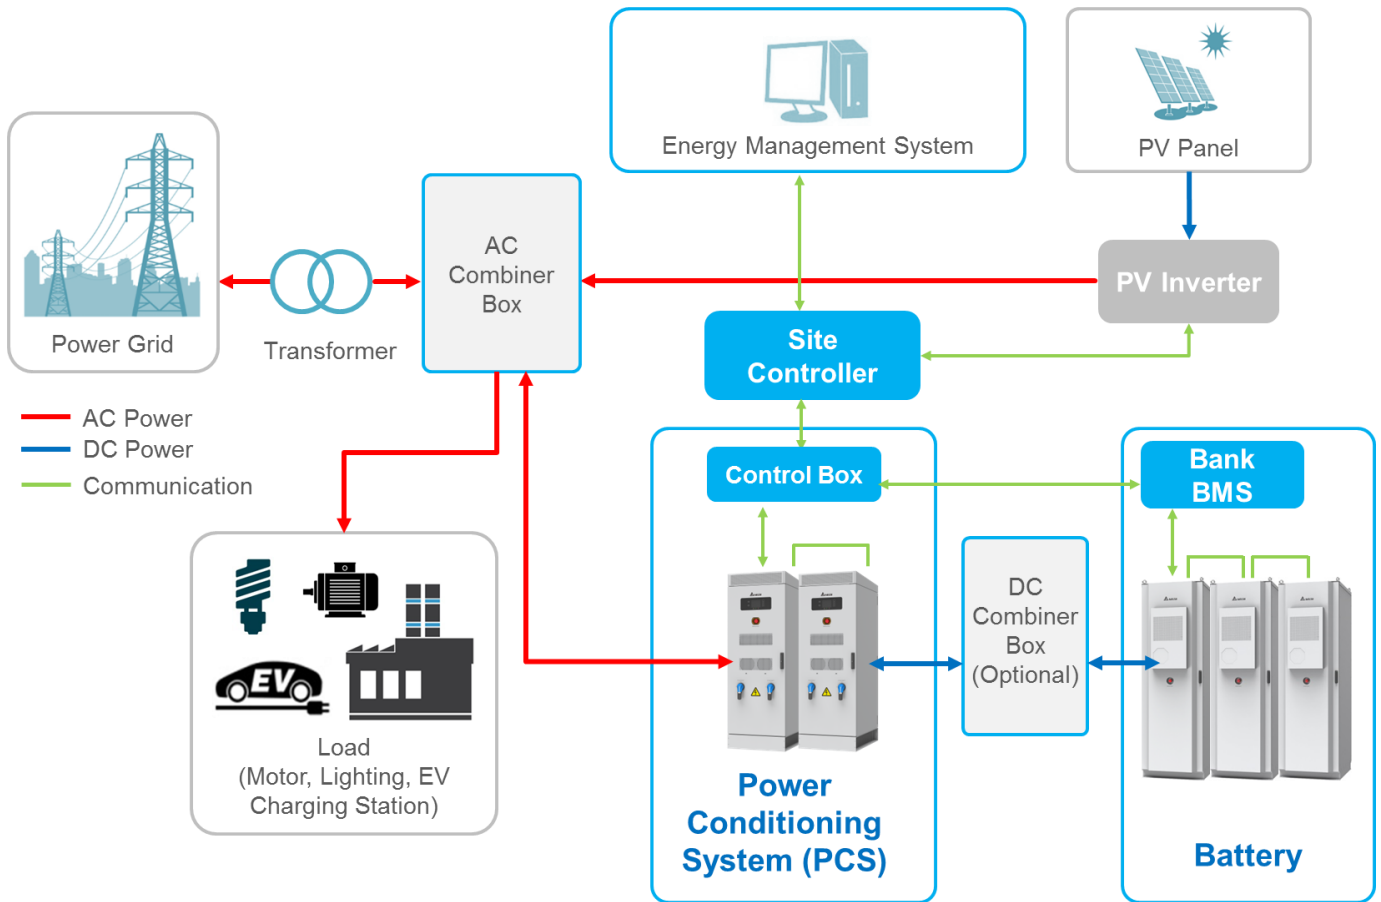 Energy Management System
PV Panel
AC
Combiner
Box
PV Inverter
Power Grid
Transformer
Site
Controller
AC Power
DC Power
Communication
Control Box
Bank
BMS
DC
Combiner
Box
(Optional)
EV
Load
(Motor, Lighting, EV
Charging Station)
Power
Conditioning
System (PCS)
Battery